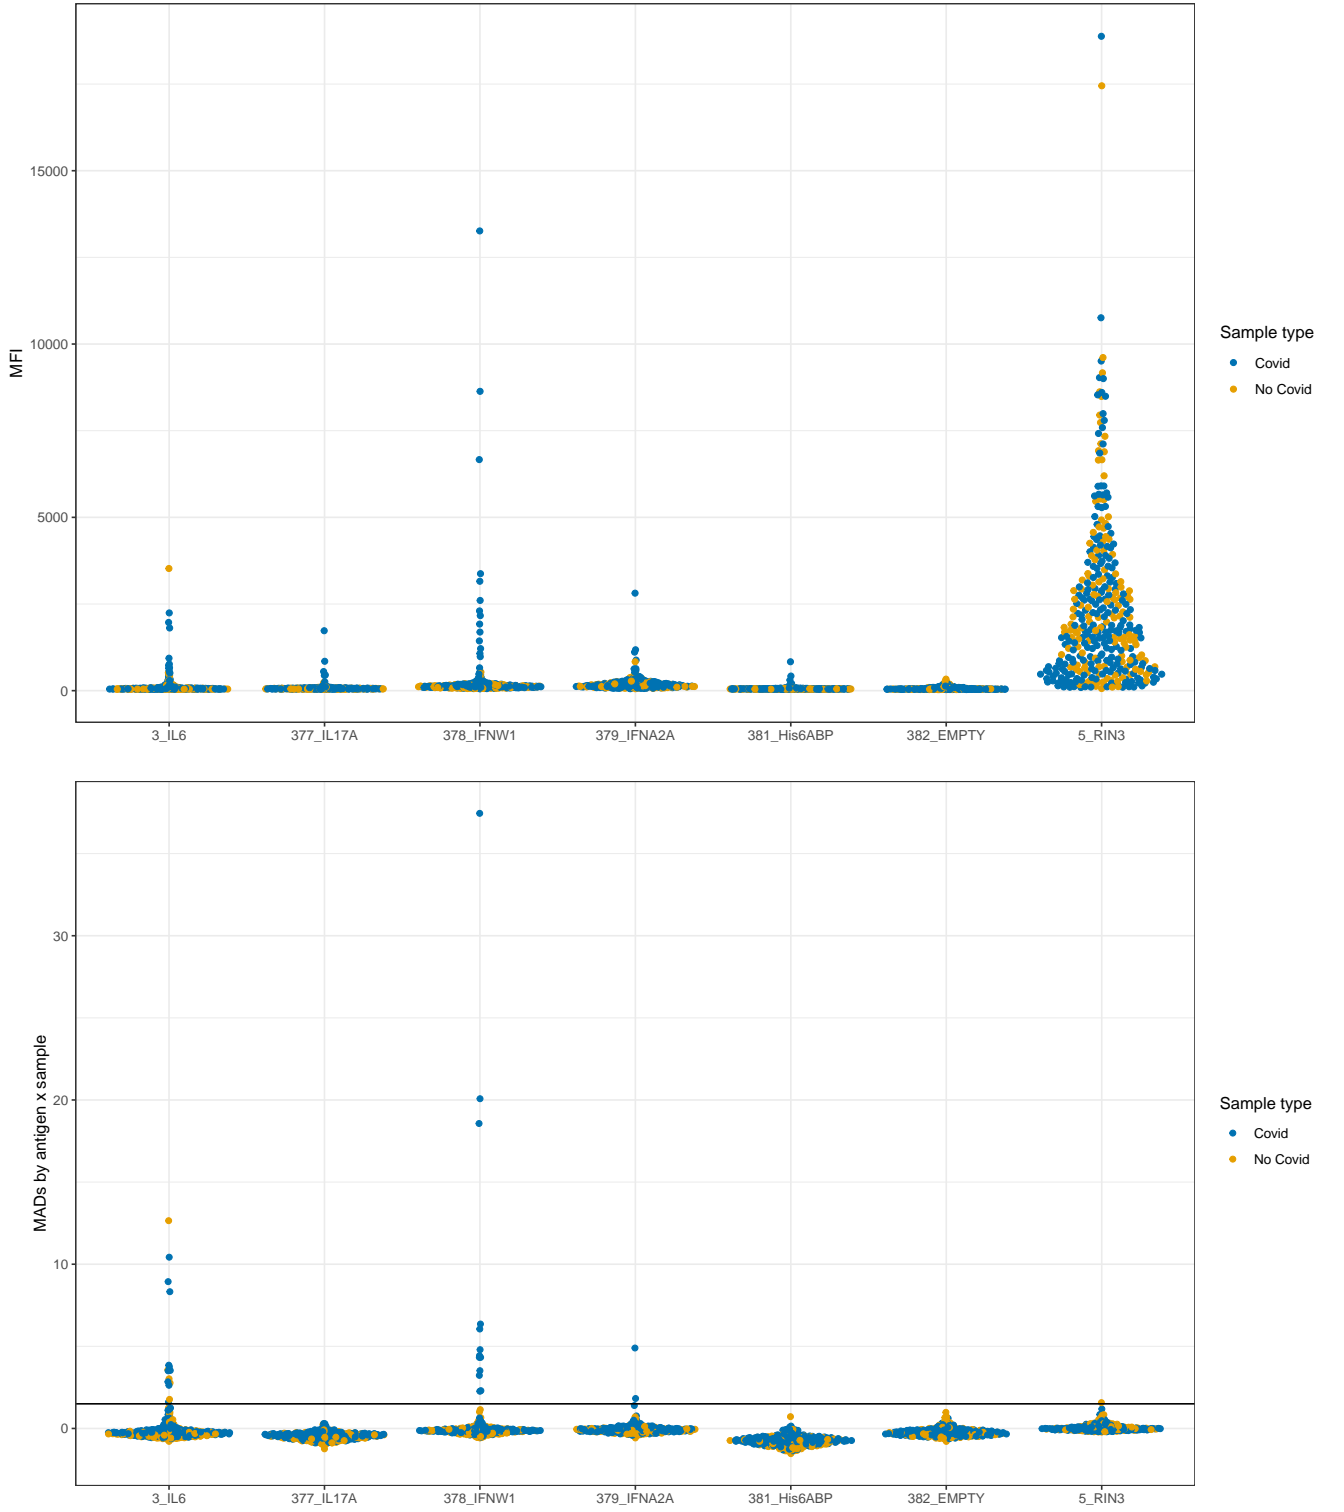 MFI
15000
10000
5000
0
3_IL6 377_IL17A 378_IFNW1 379_IFNA2A 381_His6ABP 382_EMPTY 5_RIN3
Sample type
Covid
No Covid
MADs by antigen x sample
30
20
10
0
3_IL6 377_IL17A 378_IFNW1 379_IFNA2A 381_His6ABP 382_EMPTY 5_RIN3
Sample type
Covid
No Covid